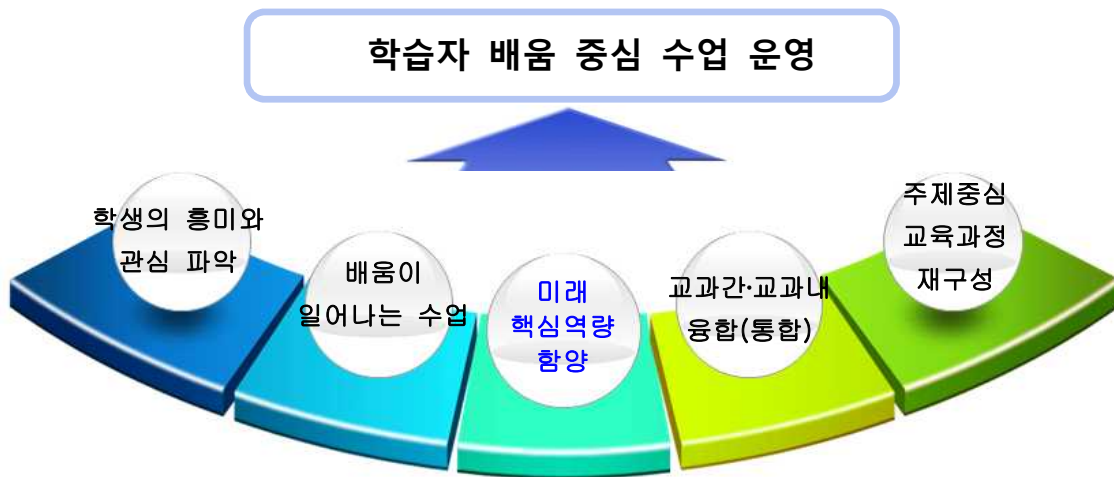 학습자 배움 중심 수업 운영
학생의 흥미와
관심 파악
배움이
일어나는 수업
미래
핵심역량
함양
교과간·교과내
융합(통합)
주제중심
교육과정
재구성